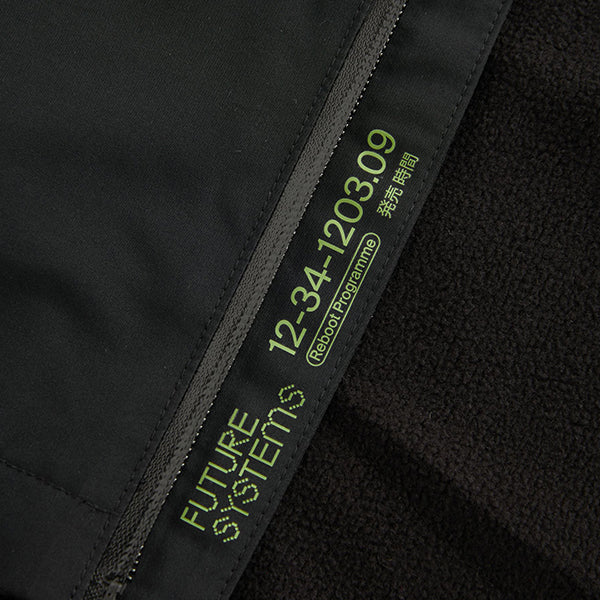 FUTURE
SYSTEMS
12-34-1203.09
Reboot Programme
発売 時間